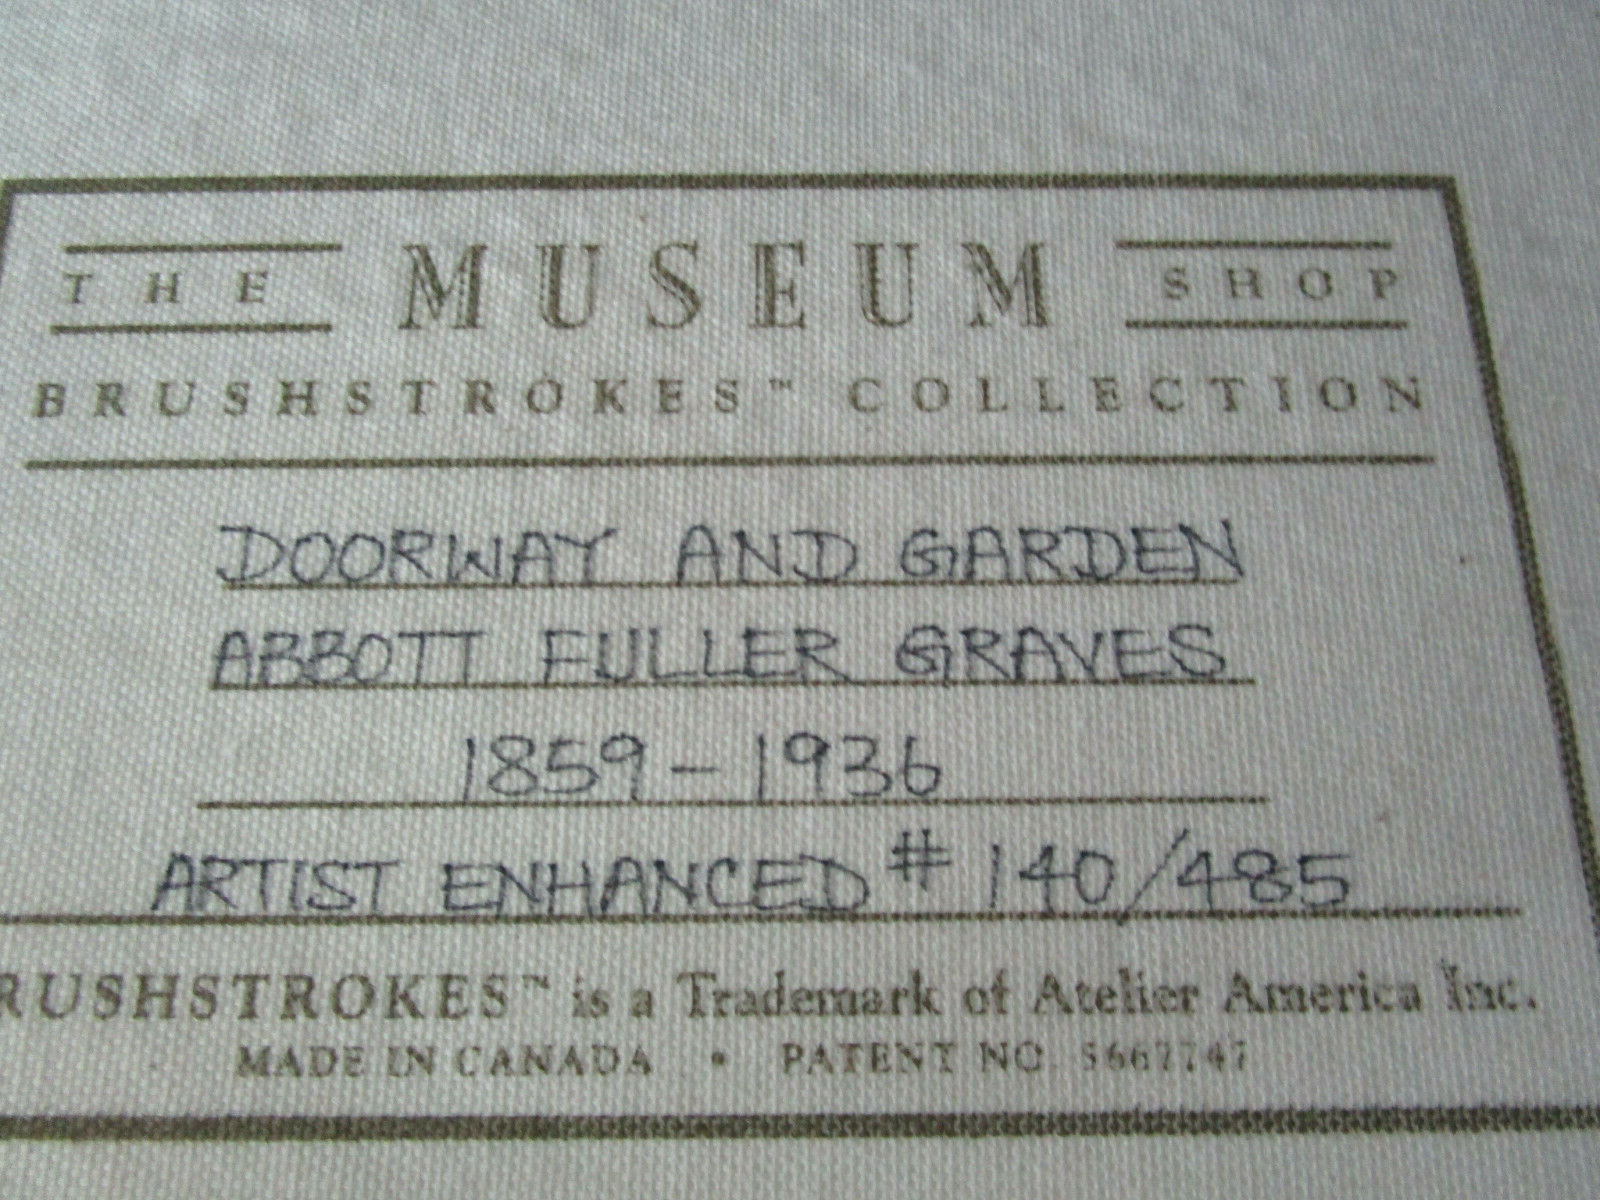 THE MUSEUM SHOP
BRUSHSTROKES™ COLLECTION
DOORWAY AND GARDEN
ABBOTT FULLER GRAVES
1859-1936
ARTIST ENHANCED # 140/485
RUSHSTROKES™ is a Trademark of Atelier America Inc.
MADE IN CANADA • PATENT NO. 5667747